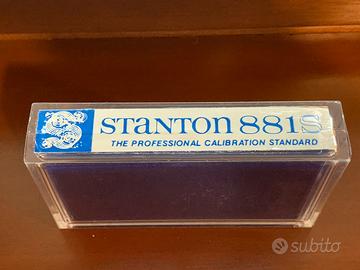 S STANTON 881S
THE PROFESSIONAL CALIBRATION STANDARD
subito